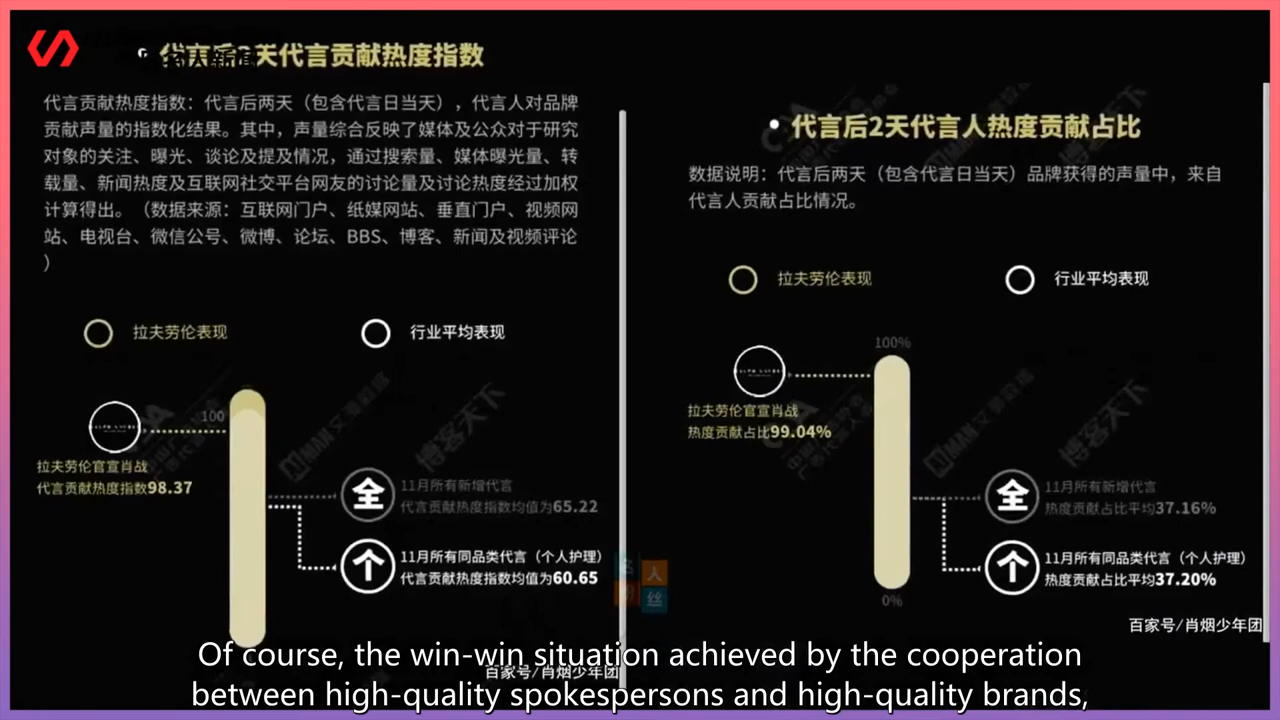 代言后2天代言贡献热度指数
代言贡献热度指数：代言后两天（包含代言日当天），代言人对品牌
贡献声量的指数化结果。其中，声量综合反映了媒体及公众对于研究
对象的关注、曝光、谈论及提及情况，通过搜索量、媒体曝光量、转
载量、新闻热度及互联网社交平台网友的讨论量及讨论热度经过加权
计算得出。（数据来源：互联网门户、纸媒网站、垂直门户、视频网
站、电视台、微信公号、微博、论坛、BBS、博客、新闻及视频评论
）
拉夫劳伦表现
行业平均表现
100
拉夫劳伦官宣肖战
代言贡献热度指数98.37
全
11月所有新增代言
代言贡献热度指数均值为65.22
个
11月所有同品类代言（个人护理）
代言贡献热度指数均值为60.65
百家号/肖烟少年团
代言后2天代言人热度贡献占比
数据说明：代言后两天（包含代言日当天）品牌获得的声量中，来自
代言人贡献占比情况。
拉夫劳伦表现
行业平均表现
100%
RALPH LAUREN
拉夫劳伦官宣肖战
热度贡献占比99.04%
全
11月所有新增代言
热度贡献占比平均37.16%
个
11月所有同品类代言（个人护理）
热度贡献占比平均37.20%
0%
百家号/肖烟少年团
博客天下
博客天下
Of course, the win-win situation achieved by the cooperation
between high-quality spokespersons and high-quality brands,